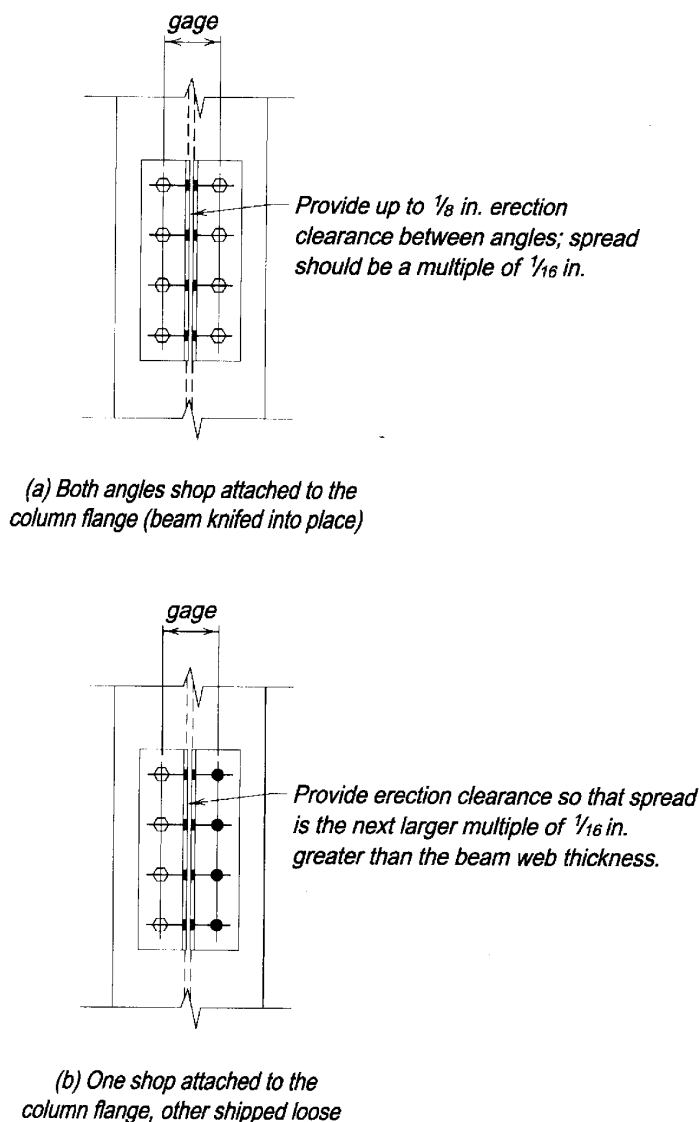 gage
Provide up to 1/8 in. erection
clearance between angles; spread
should be a multiple of 1/16 in.
(a) Both angles shop attached to the
column flange (beam knifed into place)
gage
Provide erection clearance so that spread
is the next larger multiple of 1/16 in.
greater than the beam web thickness.
(b) One shop attached to the
column flange, other shipped loose